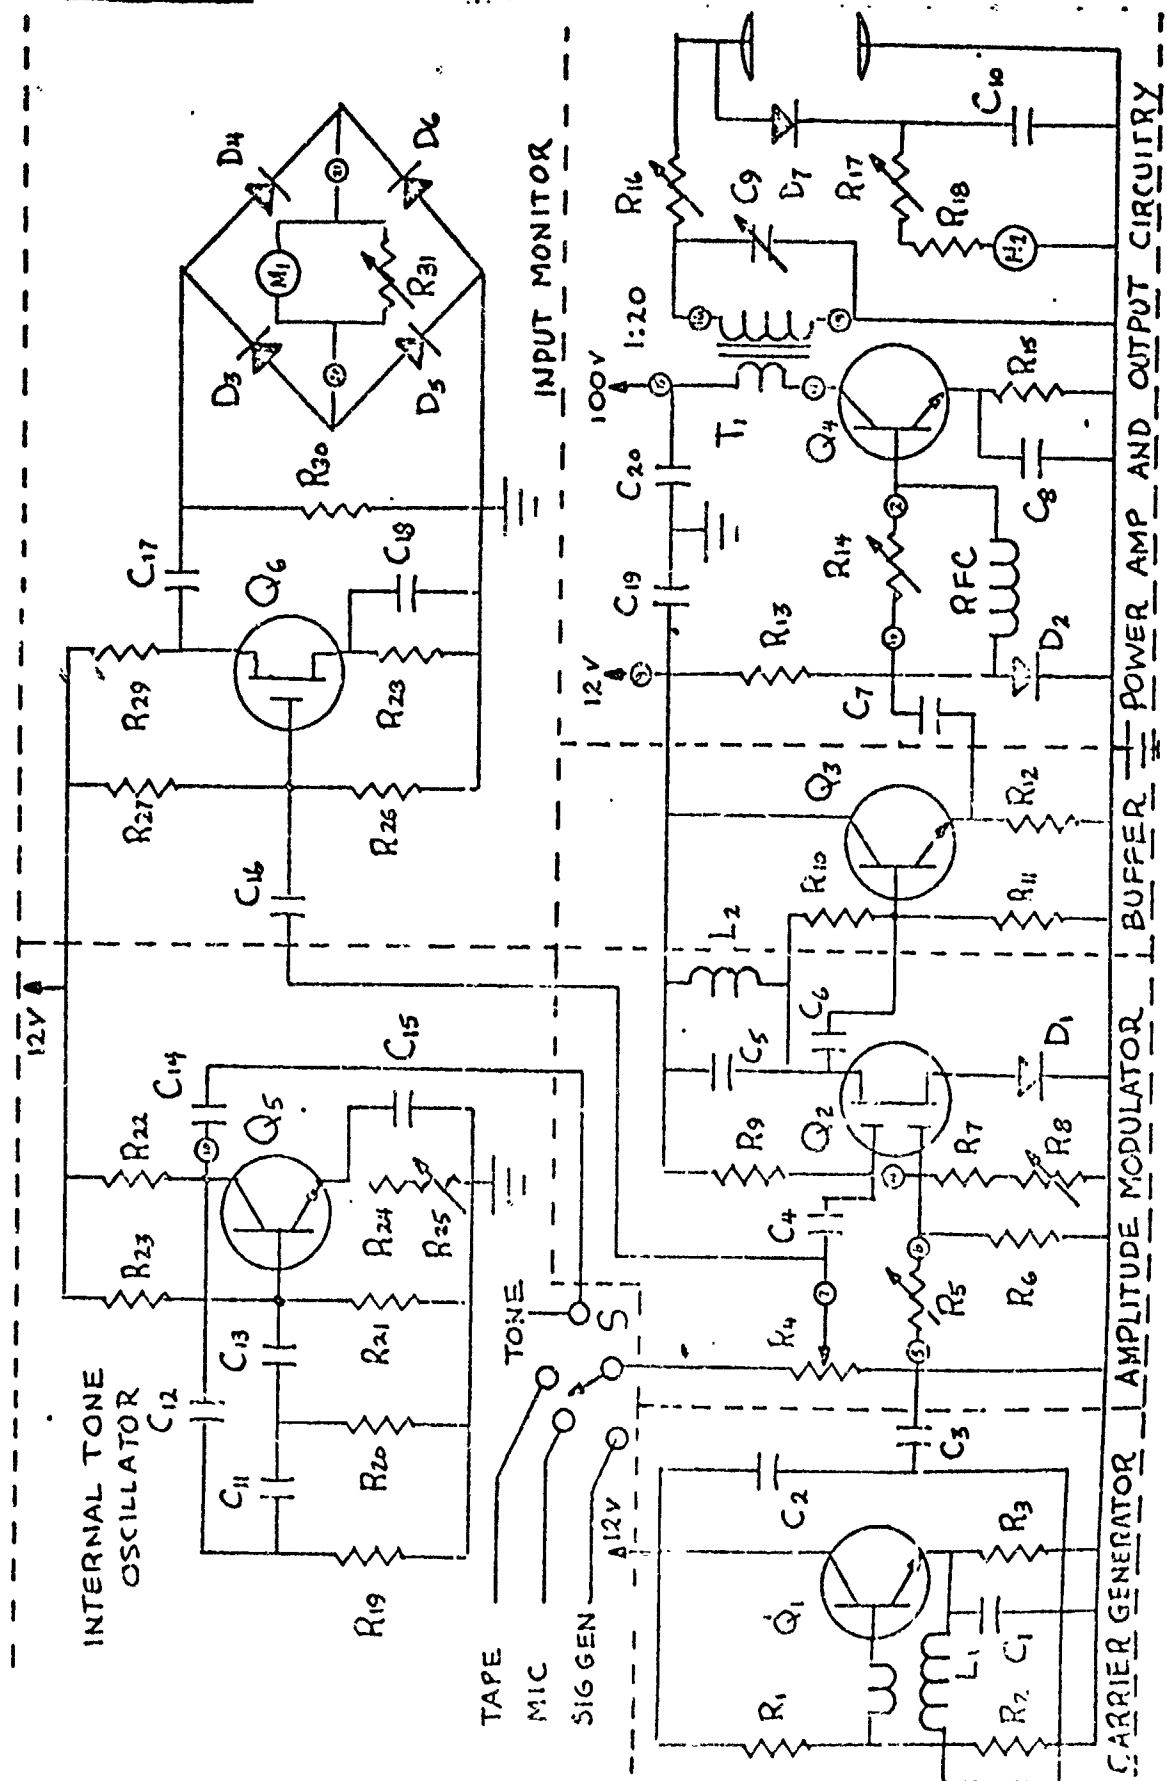 INTERNAL TONE
OSCILLATOR
INPUT MONITOR
12V
R23
R22
R27
R29
C17
C12
C14
C11
C13
Q5
C15
C16
Q6
C18
R30
D3
D4
M1
R31
D5
D6
R19
R20
R21
R24
R25
R26
R23
TAPE
MIC
SIG GEN
TONE
S
12V
12V
100V
1:20
C19
C20
R1
C2
R4
C4
R9
C5
L2
R10
Q3
R13
C7
R14
T1
Q4
R16
C9
D7
R17
R18
M2
C10
Q1
L1
C1
R2
R3
C3
R5
R6
Q2
R7
R8
C6
D1
R11
R12
RFC
D2
C8
R15
CARRIER GENERATOR
AMPLITUDE MODULATOR
BUFFER
POWER AMP AND OUTPUT CIRCUITRY